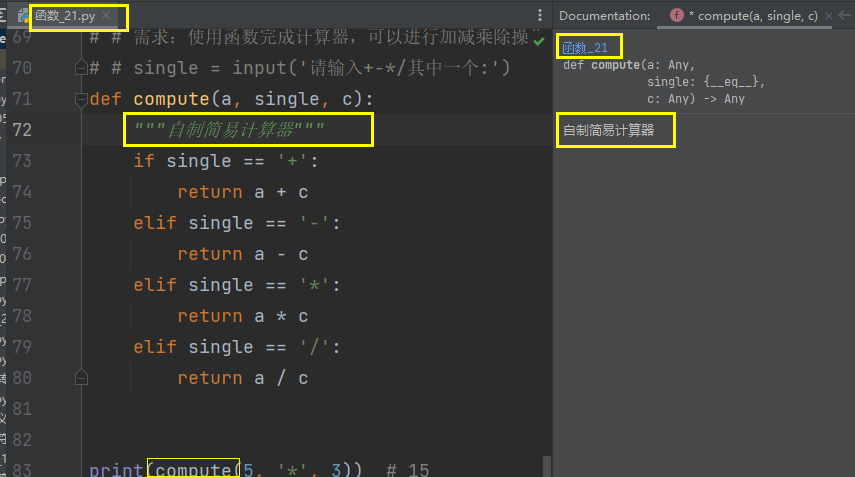 函数_21.py
Documentation:
* compute(a, single, c)
69 # # 需求：使用函数完成计算器，可以进行加减乘除操
70 # # single = input('请输入+-*/其中一个:')
71 def compute(a, single, c):
72 """自制简易计算器"""
73 if single == '+':
74 return a + c
75 elif single == '-':
76 return a - c
77 elif single == '*':
78 return a * c
79 elif single == '/':
80 return a / c
81
82
83 print(compute(5, '*', 3)) # 15
函数_21
def compute(a: Any,
single: {__eq__},
c: Any) -> Any
自制简易计算器